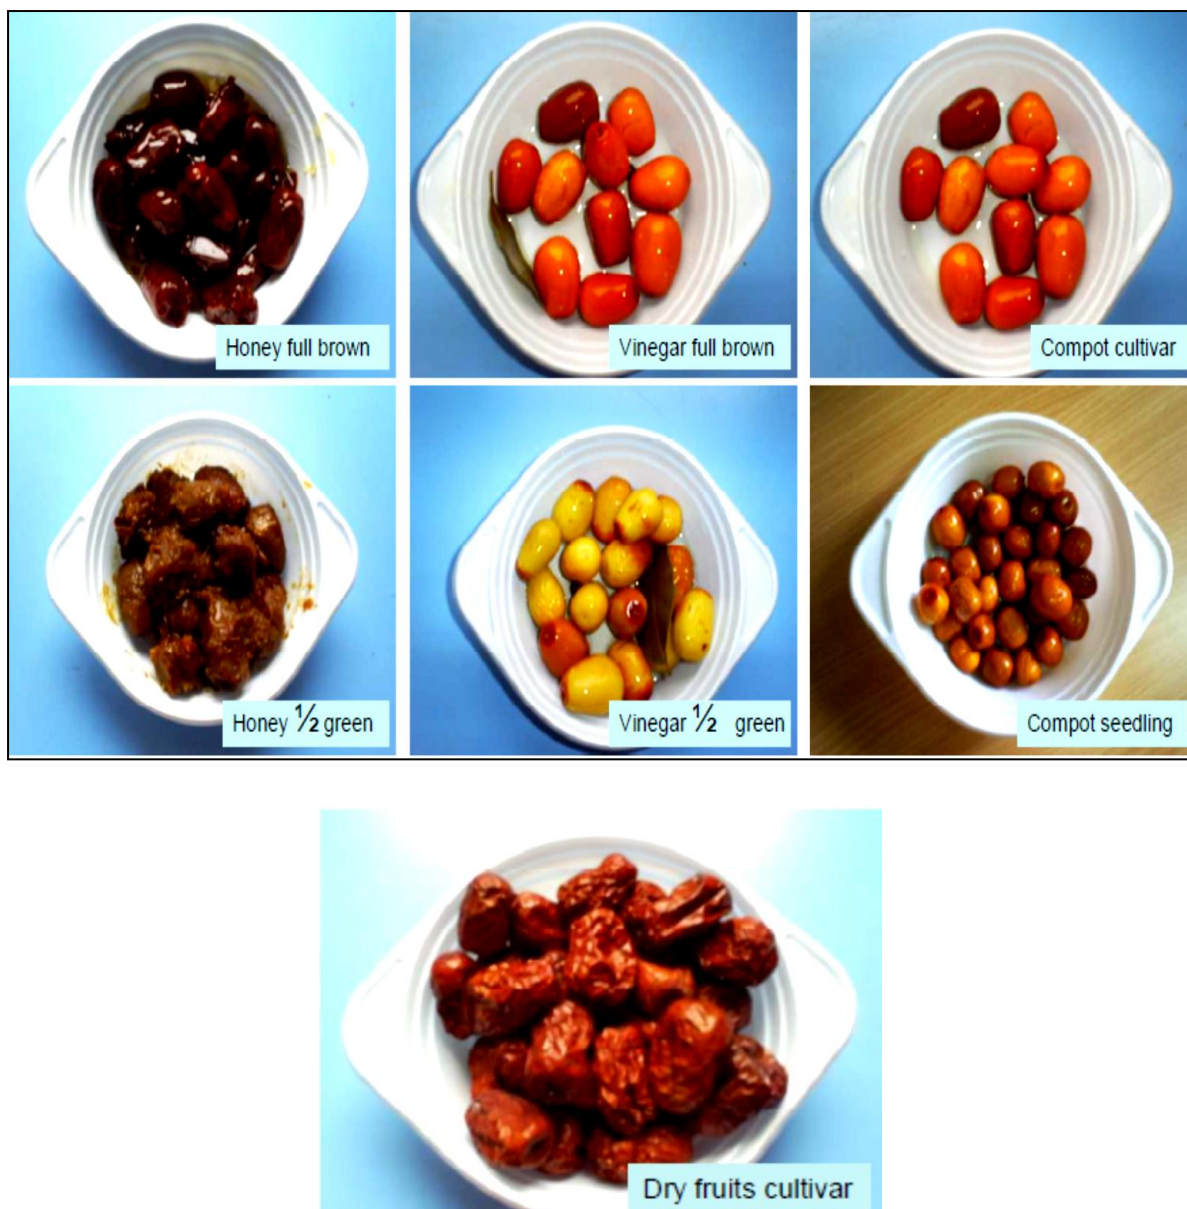 Honey full brown
Vinegar full brown
Compot cultivar
Honey ½ green
Vinegar ½ green
Compot seedling
Dry fruits cultivar